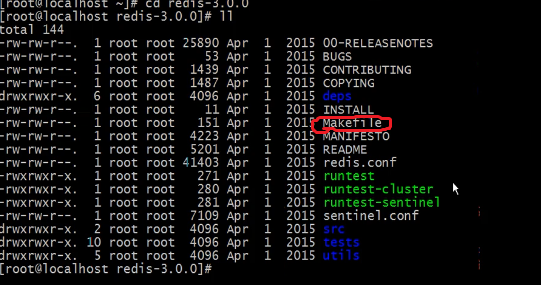 [root@localhost ~]# cd redis-3.0.0
[root@localhost redis-3.0.0]# ll
total 144
-rw-rw-r--. 1 root root 25890 Apr 1 2015 00-RELEASENOTES
-rw-rw-r--. 1 root root 53 Apr 1 2015 BUGS
-rw-rw-r--. 1 root root 1439 Apr 1 2015 CONTRIBUTING
-rw-rw-r--. 1 root root 1487 Apr 1 2015 COPYING
drwxrwxr-x. 6 root root 4096 Apr 1 2015 deps
-rw-rw-r--. 1 root root 11 Apr 1 2015 INSTALL
-rw-rw-r--. 1 root root 151 Apr 1 2015 Makefile
-rw-rw-r--. 1 root root 4223 Apr 1 2015 MANIFESTO
-rw-rw-r--. 1 root root 5201 Apr 1 2015 README
-rw-rw-r--. 1 root root 41403 Apr 1 2015 redis.conf
-rwxrwxr-x. 1 root root 271 Apr 1 2015 runtest
-rwxrwxr-x. 1 root root 280 Apr 1 2015 runtest-cluster
-rwxrwxr-x. 1 root root 281 Apr 1 2015 runtest-sentinel
-rw-rw-r--. 1 root root 7109 Apr 1 2015 sentinel.conf
drwxrwxr-x. 2 root root 4096 Apr 1 2015 src
drwxrwxr-x. 10 root root 4096 Apr 1 2015 tests
drwxrwxr-x. 5 root root 4096 Apr 1 2015 utils
[root@localhost redis-3.0.0]#